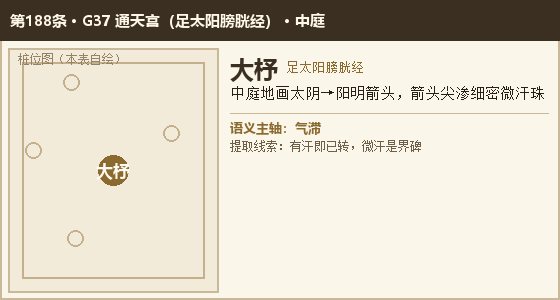 第188条・G37 通天宫（足太阳膀胱经）・中庭
桩位图（本表自绘）
大杼
大杼 足太阳膀胱经
中庭地画太阴→阳明箭头，箭头尖渗细密微汗珠
语义主轴：气滞
提取线索：有汗即已转，微汗是界碑